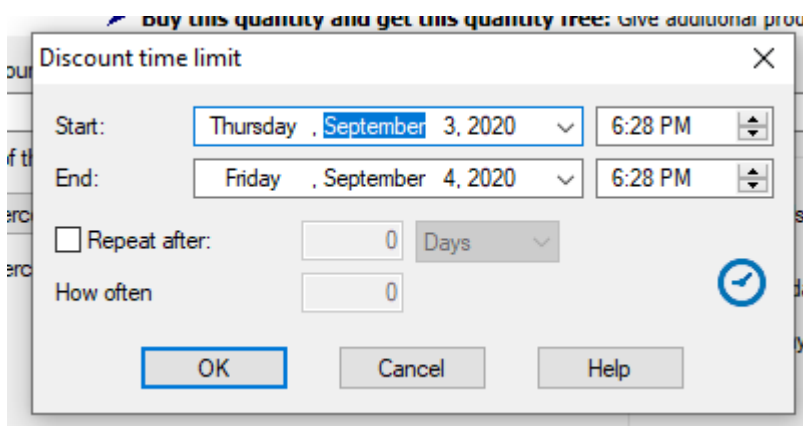 Buy this quantity and get this quantity free: Give additional prod
Discount time limit
Start: Thursday , September 3, 2020 6:28 PM
End: Friday , September 4, 2020 6:28 PM
Repeat after: 0 Days
How often 0
OK Cancel Help